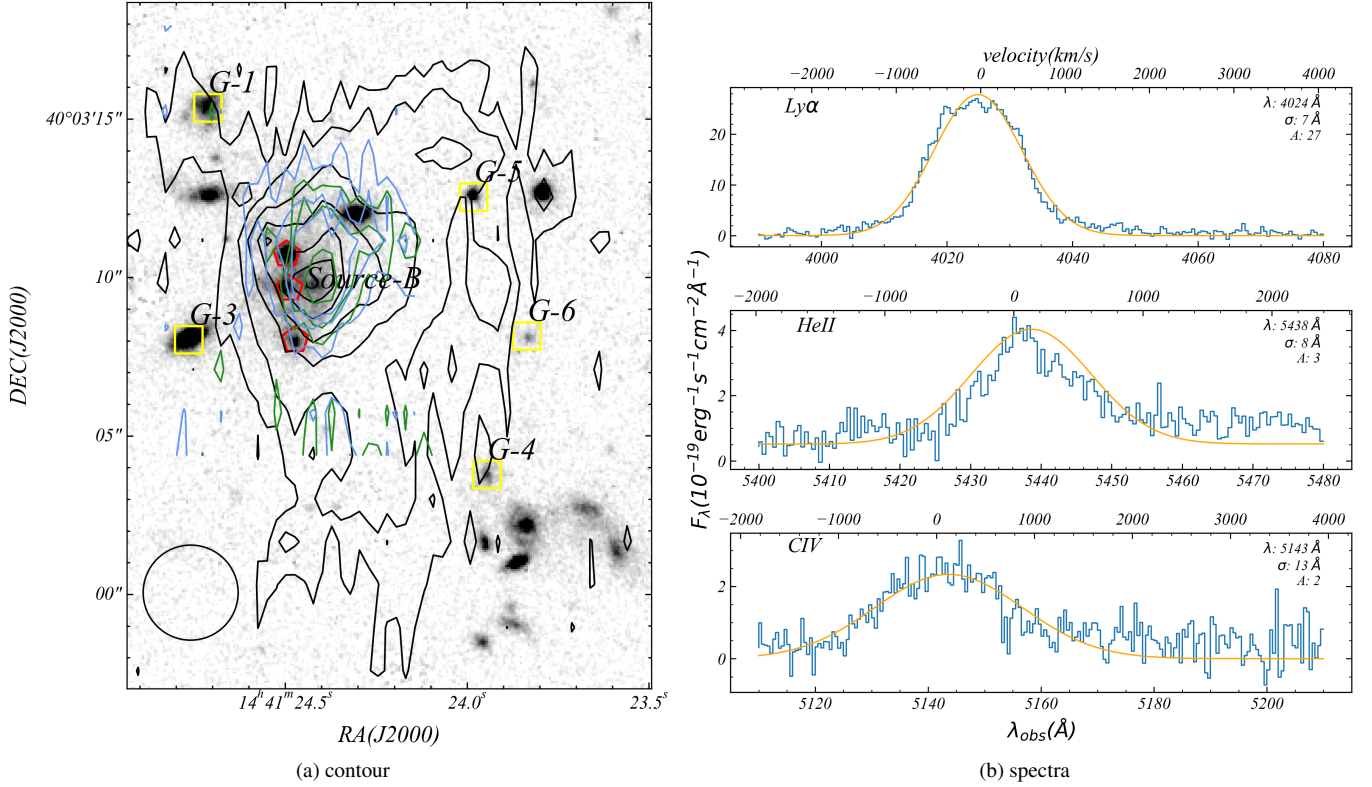 G-1
G-5
Source-B
G-3
G-6
G-4
40°03′15″
10″
05″
00″
DEC(J2000)
14ʰ41ᵐ24.5ˢ
24.0ˢ
23.5ˢ
RA(J2000)
(a) contour
velocity(km/s)
−2000 −1000 0 1000 2000 3000 4000
Lyα
λ: 4024 Å
σ: 7 Å
A: 27
20
10
0
4000 4020 4040 4060 4080
−2000 −1000 0 1000 2000
HeII
λ: 5438 Å
σ: 8 Å
A: 3
4
2
0
5400 5410 5420 5430 5440 5450 5460 5470 5480
−2000 −1000 0 1000 2000 3000 4000
CIV
λ: 5143 Å
σ: 13 Å
A: 2
2
0
5120 5140 5160 5180 5200
Fλ(10⁻¹⁹erg⁻¹s⁻¹cm⁻²Å⁻¹)
λobs(Å)
(b) spectra